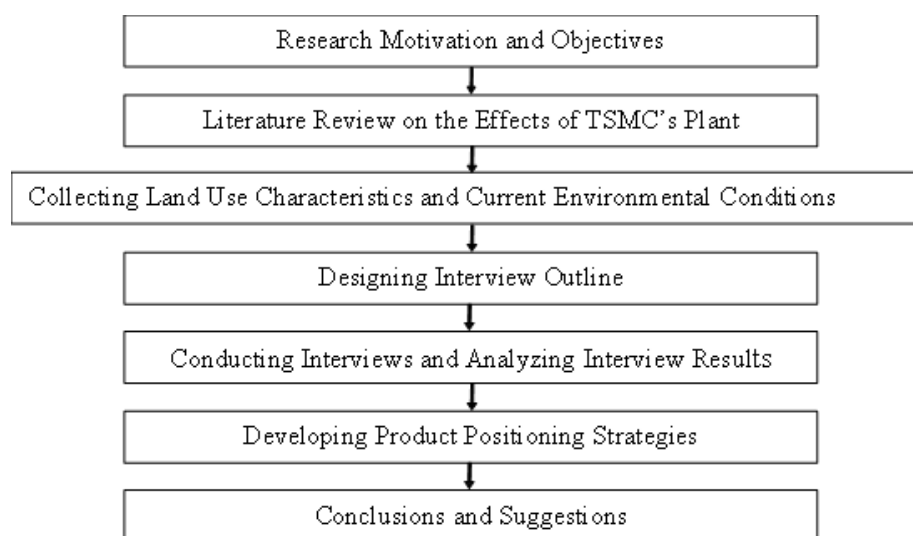 Research Motivation and Objectives
Literature Review on the Effects of TSMC's Plant
Collecting Land Use Characteristics and Current Environmental Conditions
Designing Interview Outline
Conducting Interviews and Analyzing Interview Results
Developing Product Positioning Strategies
Conclusions and Suggestions